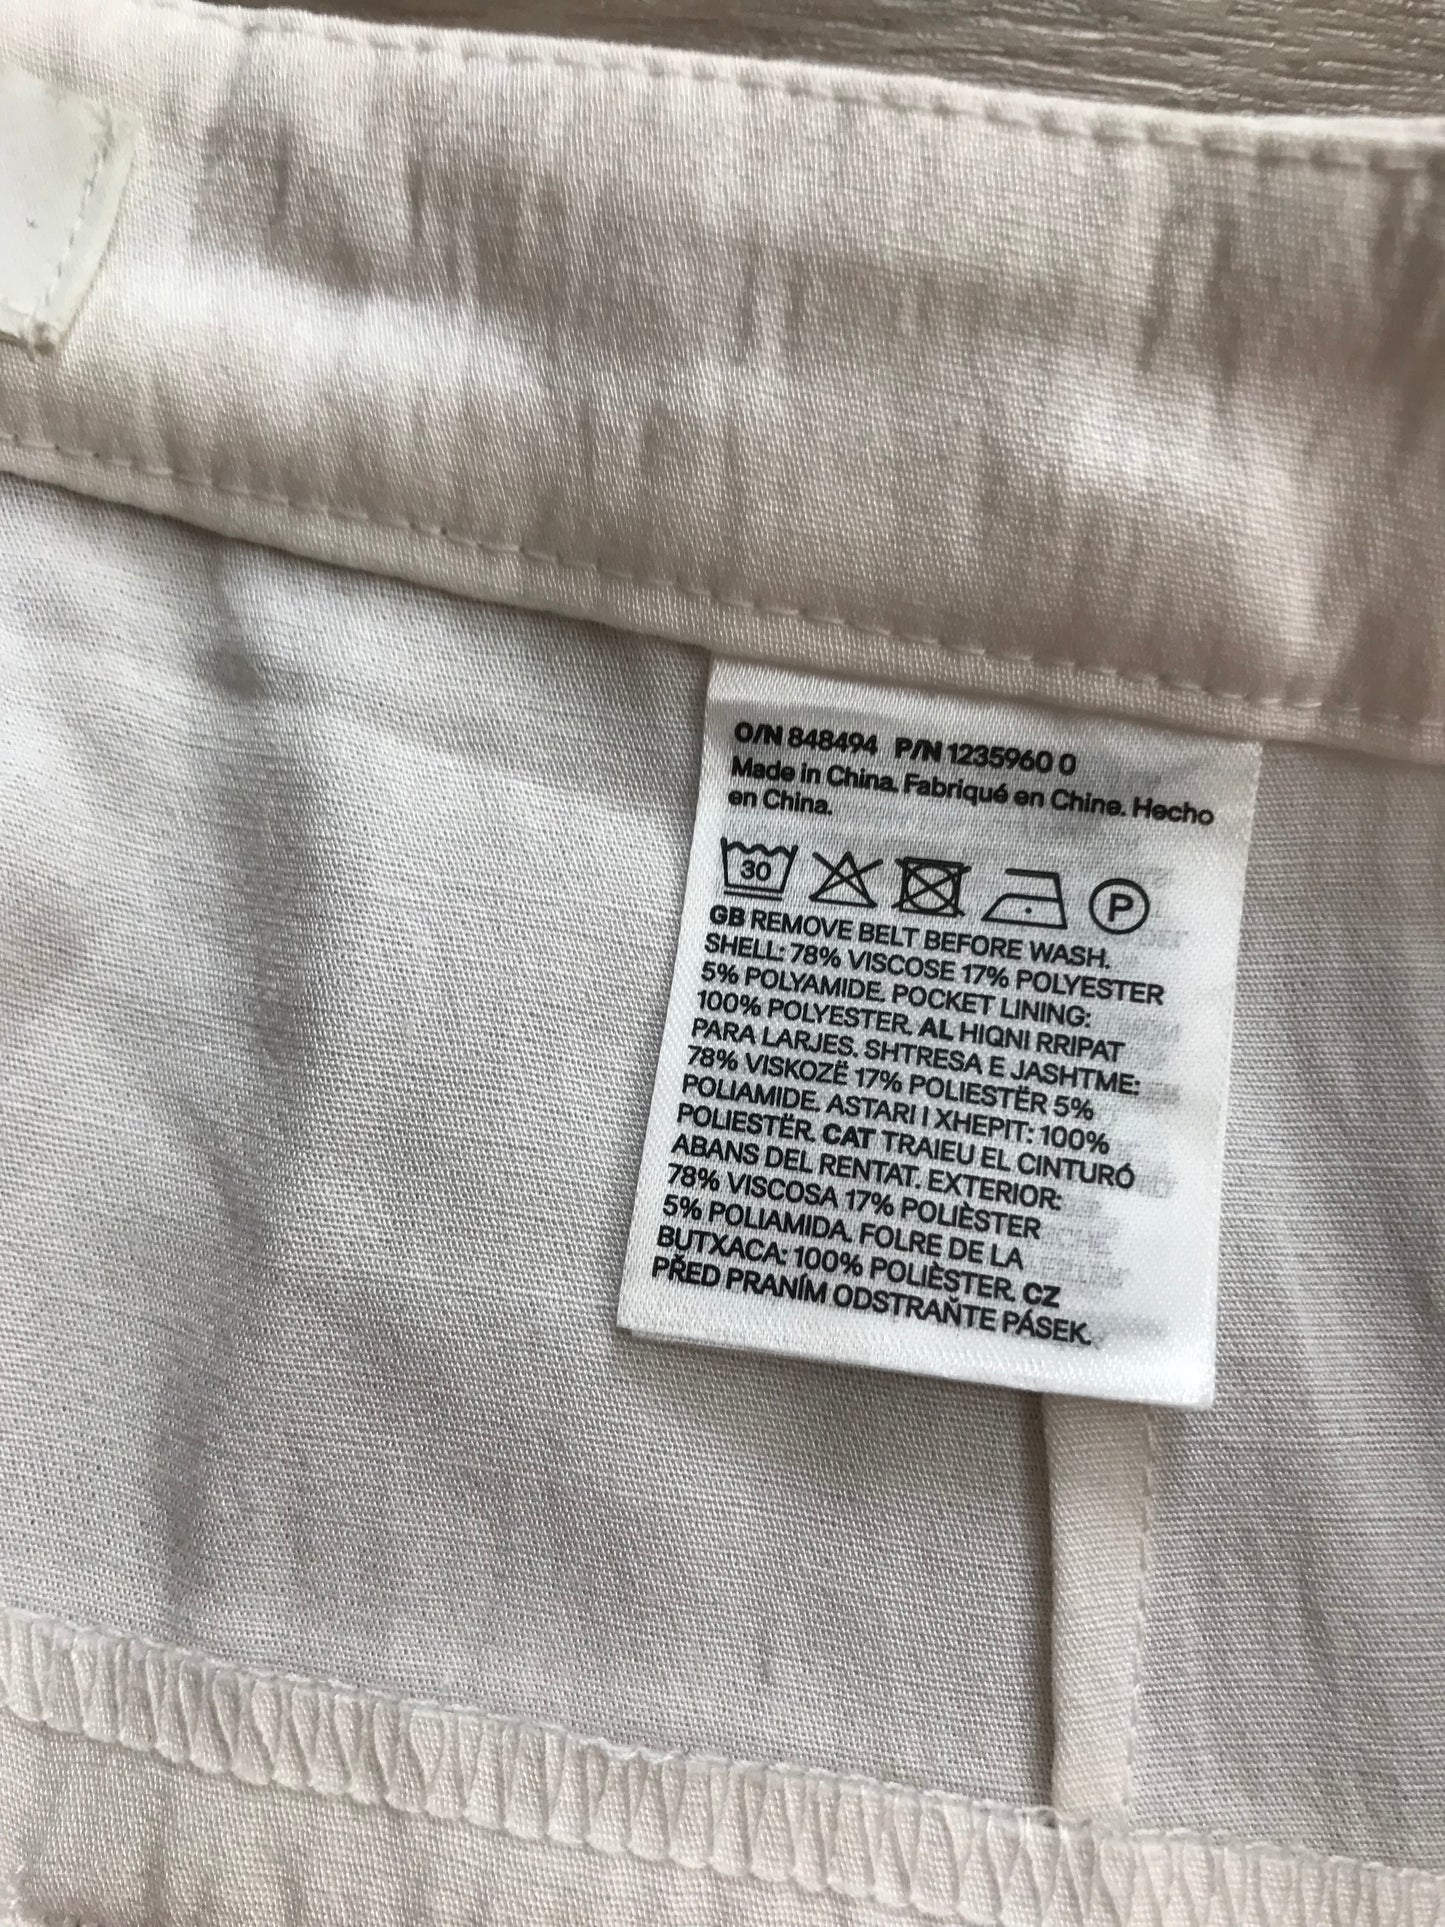 O/N 848494 P/N 1235960 0
Made in China. Fabriqué en Chine. Hecho
en China.
30 P
GB REMOVE BELT BEFORE WASH.
SHELL: 78% VISCOSE 17% POLYESTER
5% POLYAMIDE. POCKET LINING:
100% POLYESTER. AL HIQNI RRIPAT
PARA LARJES. SHTRESA E JASHTME:
78% VISKOZË 17% POLIESTËR 5%
POLIAMIDE. ASTARI I XHEPIT: 100%
POLIESTËR. CAT TRAIEU EL CINTURÓ
ABANS DEL RENTAT. EXTERIOR:
78% VISCOSA 17% POLIÈSTER
5% POLIAMIDA. FOLRE DE LA
BUTXACA: 100% POLIÈSTER. CZ
PŘED PRANÍM ODSTRAŇTE PÁSEK.